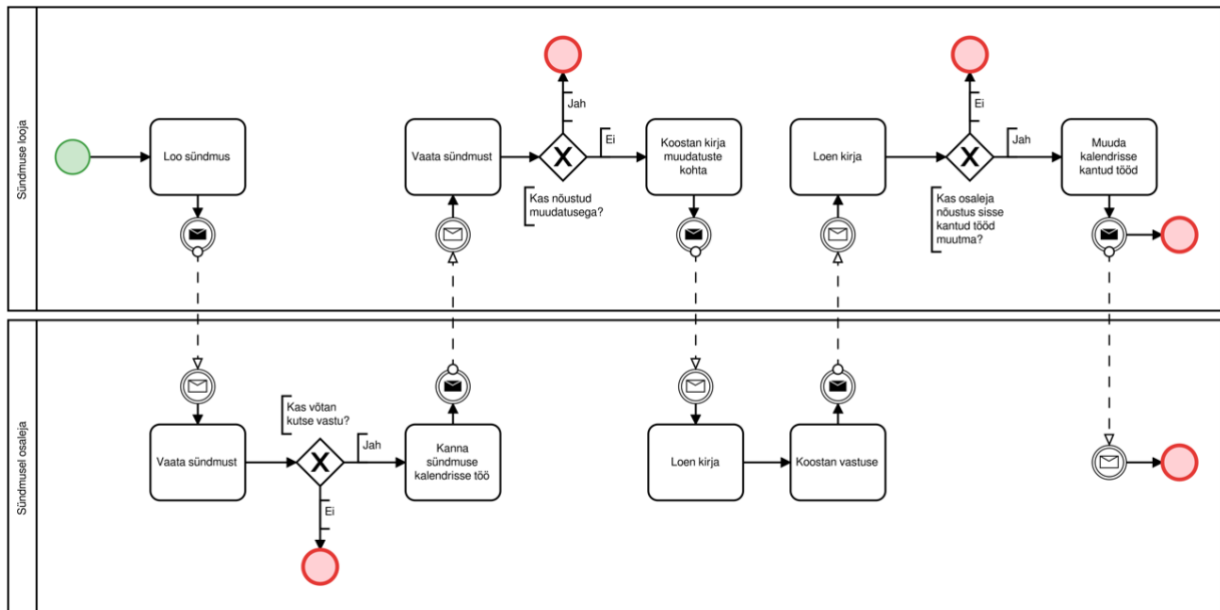 Sündmuse looja
Loo sündmus
Vaata sündmust
Jah
Ei
Kas nõustud
muudatusega?
Koostan kirja
muudatuste
kohta
Loen kirja
Ei
Jah
Kas osaleja
nõustus sisse
kantud tööd
muutma?
Muuda
kalendrisse
kantud tööd
Sündmusel osaleja
Vaata sündmust
Kas võtan
kutse vastu?
Jah
Ei
Kanna
sündmuse
kalendrisse töö
Loen kirja
Koostan vastuse